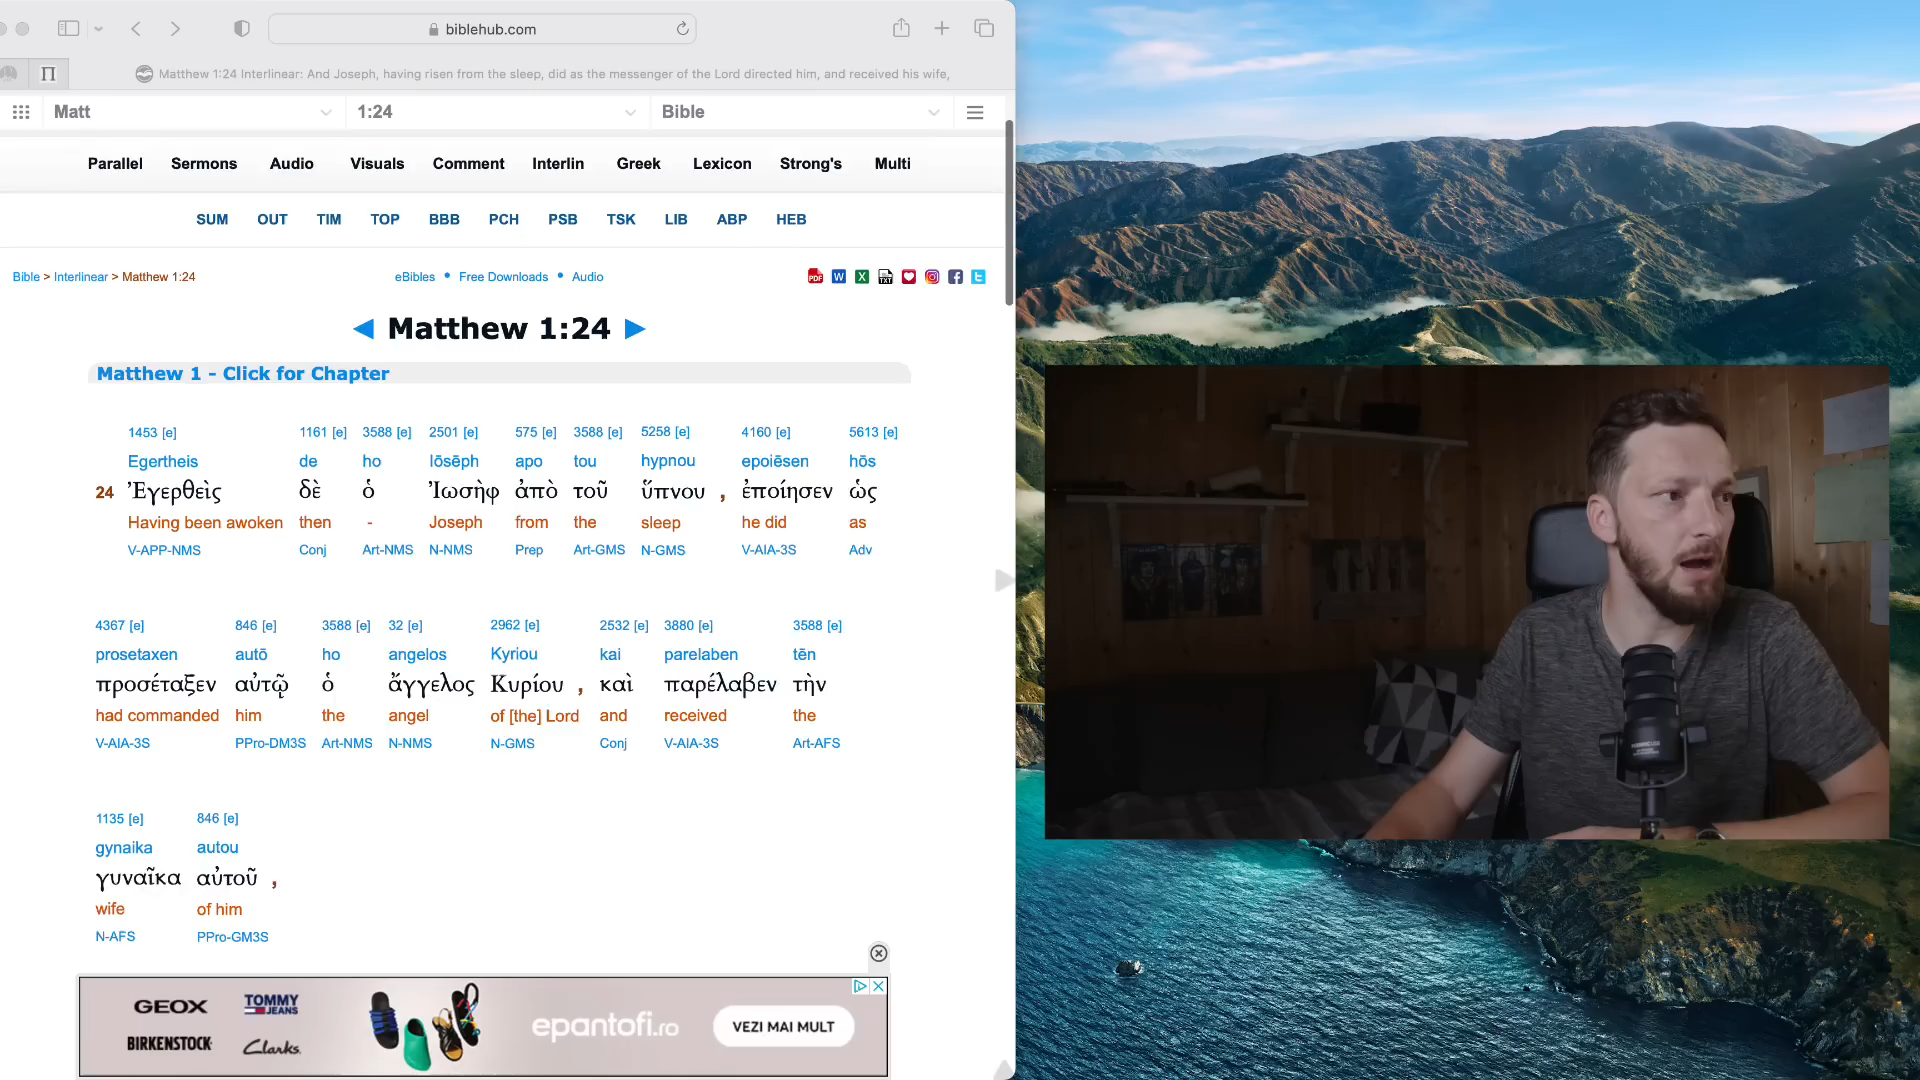 biblehub.com
Π
Matthew 1:24 Interlinear: And Joseph, having risen from the sleep, did as the messenger of the Lord directed him, and received his wife,
Matt 1:24 Bible
Parallel Sermons Audio Visuals Comment Interlin Greek Lexicon Strong's Multi
SUM OUT TIM TOP BBB PCH PSB TSK LIB ABP HEB
Bible > Interlinear > Matthew 1:24 eBibles • Free Downloads • Audio PDF W X TXT
◄ Matthew 1:24 ►
Matthew 1 - Click for Chapter
1453 [e] 1161 [e] 3588 [e] 2501 [e] 575 [e] 3588 [e] 5258 [e] 4160 [e] 5613 [e]
Egertheis de ho Iōsēph apo tou hypnou epoiēsen hōs
24 Ἐγερθεὶς δὲ ὁ Ἰωσὴφ ἀπὸ τοῦ ὕπνου , ἐποίησεν ὡς
Having been awoken then - Joseph from the sleep he did as
V-APP-NMS Conj Art-NMS N-NMS Prep Art-GMS N-GMS V-AIA-3S Adv
4367 [e] 846 [e] 3588 [e] 32 [e] 2962 [e] 2532 [e] 3880 [e] 3588 [e]
prosetaxen autō ho angelos Kyriou kai parelaben tēn
προσέταξεν αὐτῷ ὁ ἄγγελος Κυρίου , καὶ παρέλαβεν τὴν
had commanded him the angel of [the] Lord and received the
V-AIA-3S PPro-DM3S Art-NMS N-NMS N-GMS Conj V-AIA-3S Art-AFS
1135 [e] 846 [e]
gynaika autou
γυναῖκα αὐτοῦ ,
wife of him
N-AFS PPro-GM3S
GEOX TOMMY JEANS
BIRKENSTOCK Clarks.
epantofi.ro
VEZI MAI MULT